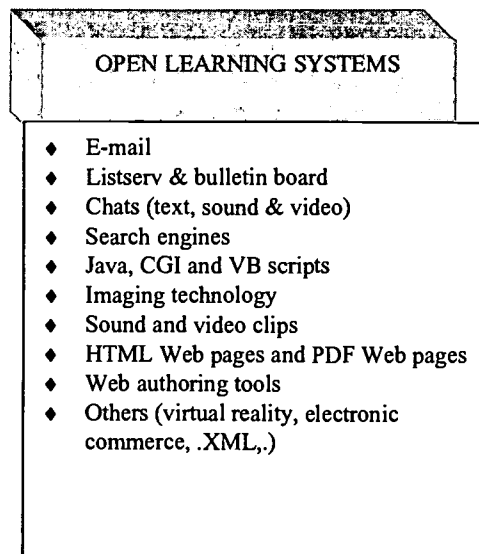 OPEN LEARNING SYSTEMS
♦ E-mail
♦ Listserv & bulletin board
♦ Chats (text, sound & video)
♦ Search engines
♦ Java, CGI and VB scripts
♦ Imaging technology
♦ Sound and video clips
♦ HTML Web pages and PDF Web pages
♦ Web authoring tools
♦ Others (virtual reality, electronic
commerce, .XML,.)